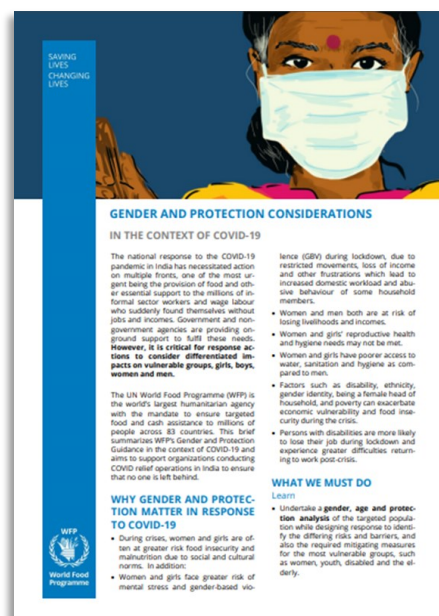 SAVING
LIVES
CHANGING
LIVES
GENDER AND PROTECTION CONSIDERATIONS
IN THE CONTEXT OF COVID-19
The national response to the COVID-19
pandemic in India has necessitated action
on multiple fronts, one of the most ur-
gent being the provision of food and oth-
er essential support to the millions of in-
formal sector workers and wage labour
who suddenly found themselves without
jobs and incomes. Government and non-
government agencies are providing on-
ground support to fulfil these needs.
However, it is critical for response ac-
tions to consider differentiated im-
pacts on vulnerable groups, girls, boys,
women and men.
The UN World Food Programme (WFP) is
the world's largest humanitarian agency
with the mandate to ensure targeted
food and cash assistance to millions of
people across 83 countries. This brief
summarizes WFP's Gender and Protection
Guidance in the context of COVID-19 and
aims to support organizations conducting
COVID relief operations in India to ensure
that no one is left behind.
WHY GENDER AND PROTEC-
TION MATTER IN RESPONSE
TO COVID-19
• During crises, women and girls are of-
ten at greater risk food insecurity and
malnutrition due to social and cultural
norms. In addition:
• Women and girls face greater risk of
mental stress and gender-based vio-
lence (GBV) during lockdown, due to
restricted movements, loss of income
and other frustrations which lead to
increased domestic workload and abu-
sive behaviour of some household
members.
• Women and men both are at risk of
losing livelihoods and incomes.
• Women and girls' reproductive health
and hygiene needs may not be met.
• Women and girls have poorer access to
water, sanitation and hygiene as com-
pared to men.
• Factors such as disability, ethnicity,
gender identity, being a female head of
household, and poverty can exacerbate
economic vulnerability and food inse-
curity during the crisis.
• Persons with disabilities are more likely
to lose their job during lockdown and
experience greater difficulties return-
ing to work post-crisis.
WHAT WE MUST DO
Learn
• Undertake a gender, age and protec-
tion analysis of the targeted popula-
tion while designing response to identi-
fy the differing risks and barriers, and
also the required mitigating measures
for the most vulnerable groups, such
as women, youth, disabled and the el-
derly.
WFP
World Food
Programme